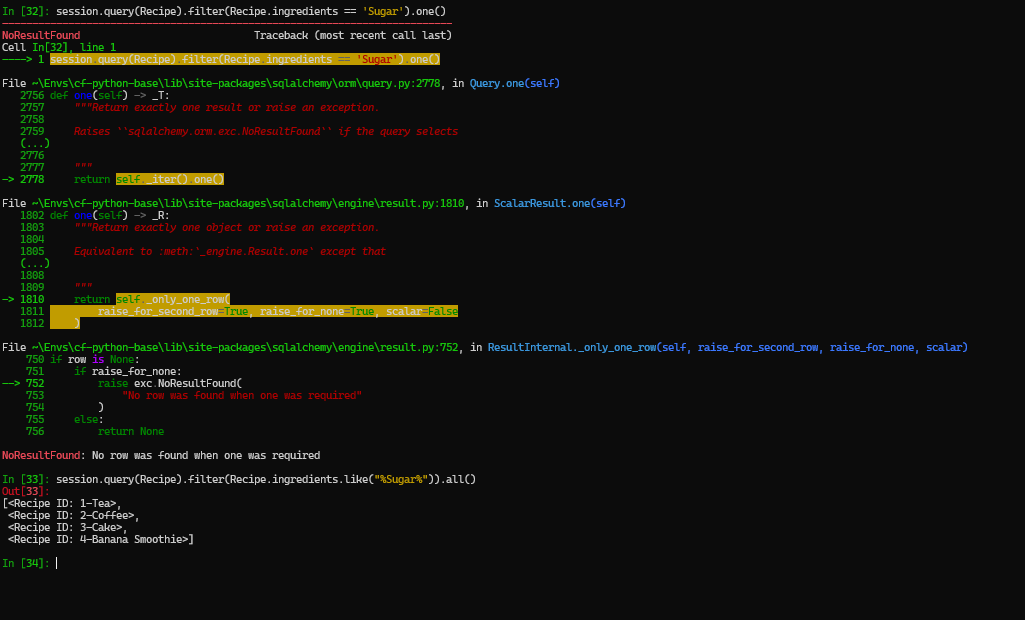 In [32]: session.query(Recipe).filter(Recipe.ingredients == 'Sugar').one()
---------------------------------------------------------------------------
NoResultFound                             Traceback (most recent call last)
Cell In[32], line 1
----> 1 session.query(Recipe).filter(Recipe.ingredients == 'Sugar').one()

File ~\Envs\cf-python-base\lib\site-packages\sqlalchemy\orm\query.py:2778, in Query.one(self)
   2756 def one(self) -> _T:
   2757     """Return exactly one result or raise an exception.
   2758
   2759     Raises ``sqlalchemy.orm.exc.NoResultFound`` if the query selects
   (...)
   2776
   2777     """
-> 2778     return self._iter().one()

File ~\Envs\cf-python-base\lib\site-packages\sqlalchemy\engine\result.py:1810, in ScalarResult.one(self)
   1802 def one(self) -> _R:
   1803     """Return exactly one object or raise an exception.
   1804
   1805     Equivalent to :meth:`_engine.Result.one` except that
   (...)
   1808
   1809     """
-> 1810     return self._only_one_row(
   1811         raise_for_second_row=True, raise_for_none=True, scalar=False
   1812     )

File ~\Envs\cf-python-base\lib\site-packages\sqlalchemy\engine\result.py:752, in ResultInternal._only_one_row(self, raise_for_second_row, raise_for_none, scalar)
    750 if row is None:
    751     if raise_for_none:
--> 752         raise exc.NoResultFound(
    753             "No row was found when one was required"
    754         )
    755     else:
    756         return None

NoResultFound: No row was found when one was required

In [33]: session.query(Recipe).filter(Recipe.ingredients.like("%Sugar%")).all()
Out[33]:
[<Recipe ID: 1-Tea>,
 <Recipe ID: 2-Coffee>,
 <Recipe ID: 3-Cake>,
 <Recipe ID: 4-Banana Smoothie>]

In [34]: